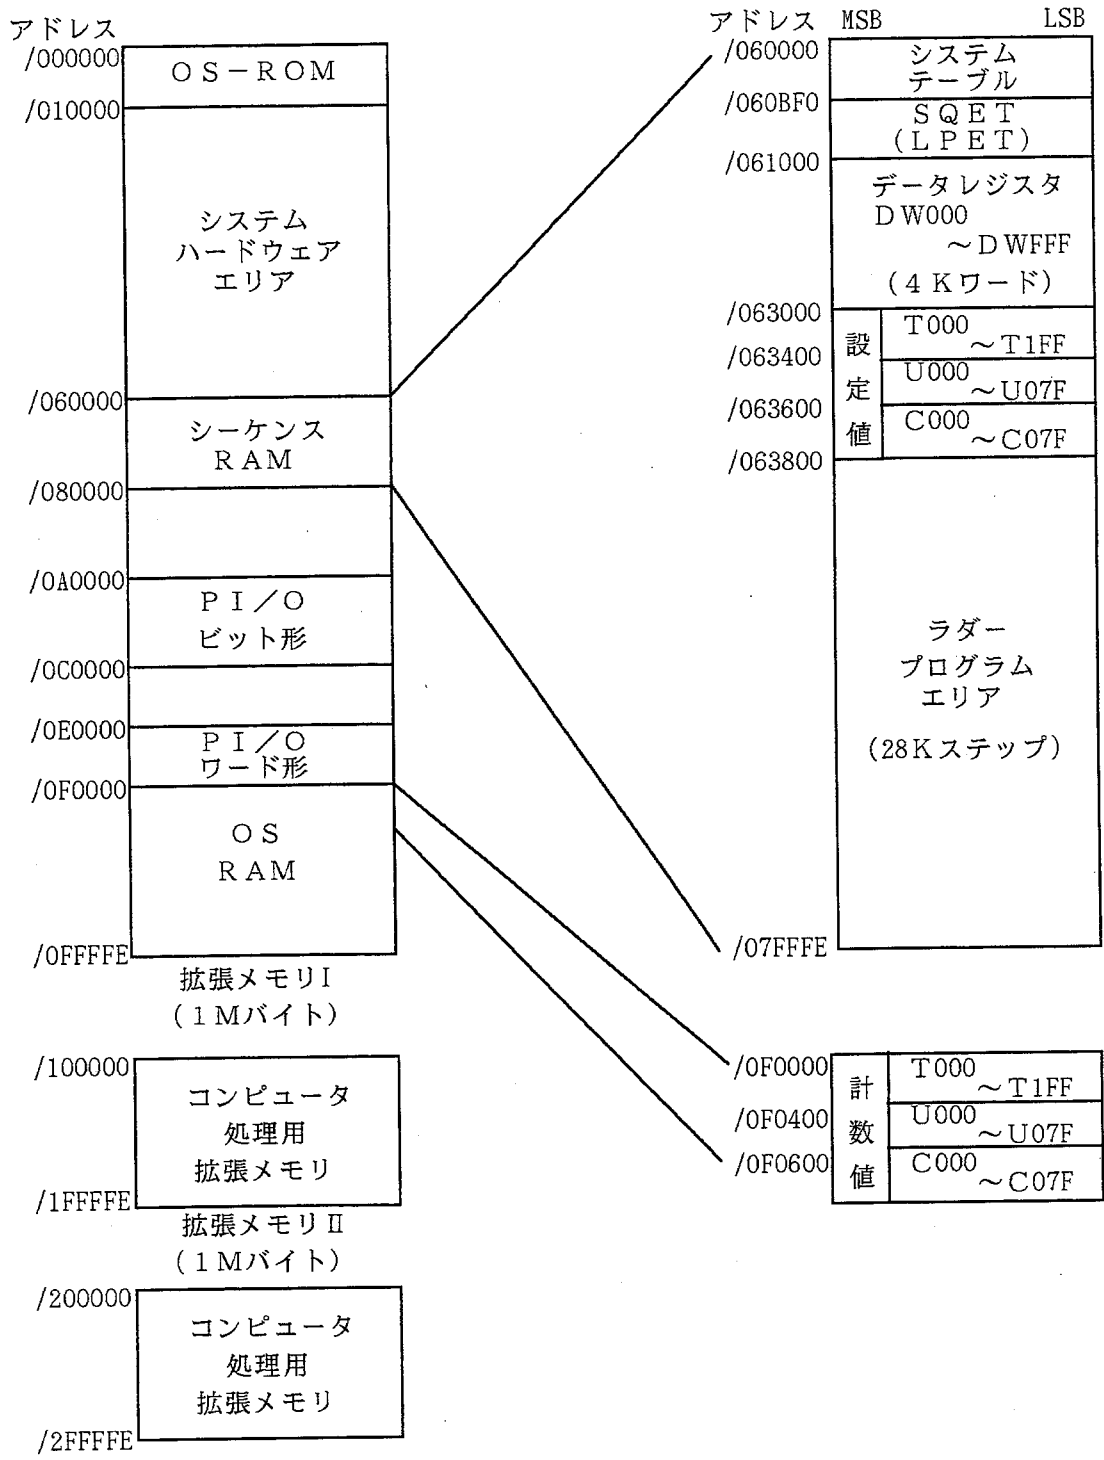 アドレス
/000000
OS−ROM
/010000
システム
ハードウェア
エリア
/060000
シーケンス
RAM
/080000
/0A0000
PI/O
ビット形
/0C0000
/0E0000
PI/O
ワード形
/0F0000
OS
RAM
/0FFFFE
拡張メモリI
(1Mバイト)
/100000
コンピュータ
処理用
拡張メモリ
/1FFFFE
拡張メモリⅡ
(1Mバイト)
/200000
コンピュータ
処理用
拡張メモリ
/2FFFFE
アドレス MSB LSB
/060000
システム
テーブル
/060BF0
SQET
(LPET)
/061000
データレジスタ
DW000
~DWFFF
(4Kワード)
/063000
設定値
T000
~T1FF
/063400
U000
~U07F
/063600
C000
~C07F
/063800
ラダー
プログラム
エリア
(28Kステップ)
/07FFFE
/0F0000
計数値
T000
~T1FF
/0F0400
U000
~U07F
/0F0600
C000
~C07F